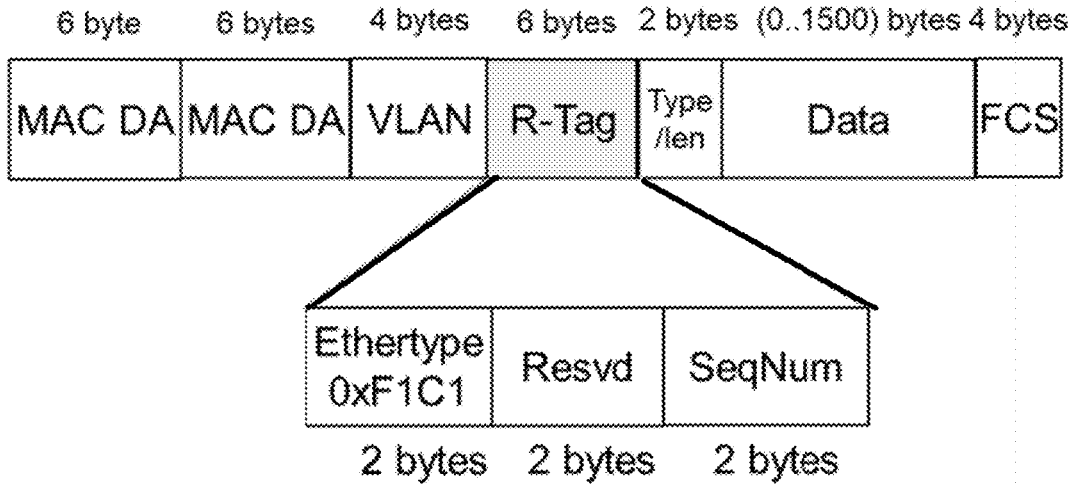 6 byte 6 bytes 4 bytes 6 bytes 2 bytes (0..1500) bytes 4 bytes
MAC DA MAC DA VLAN R-Tag Type /len Data FCS
Ethertype 0xF1C1 Resvd SeqNum
2 bytes 2 bytes 2 bytes